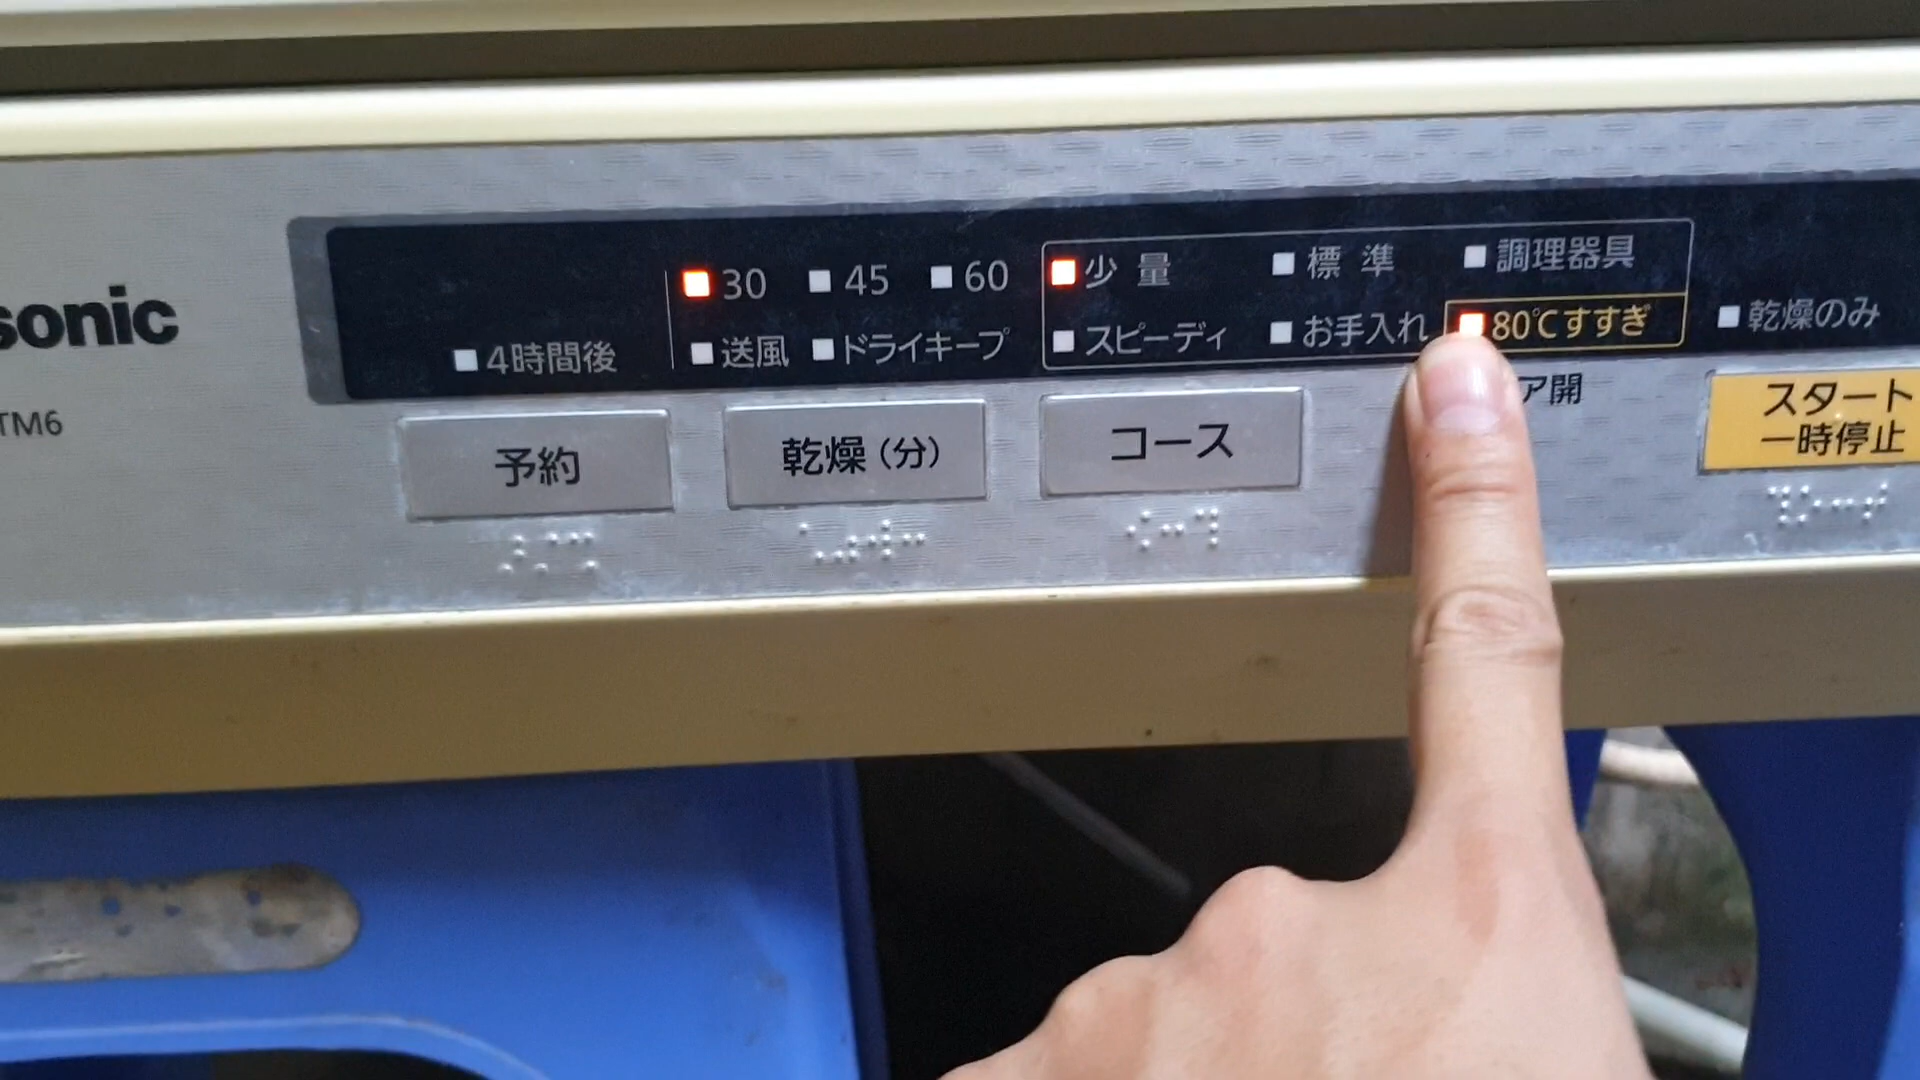 sonic
TM6
30 45 60
4時間後 送風 ドライキープ
少量 標準 調理器具
スピーディ お手入れ 80℃すすぎ
乾燥のみ
予約
乾燥(分)
コース
ア開
スタート
一時停止